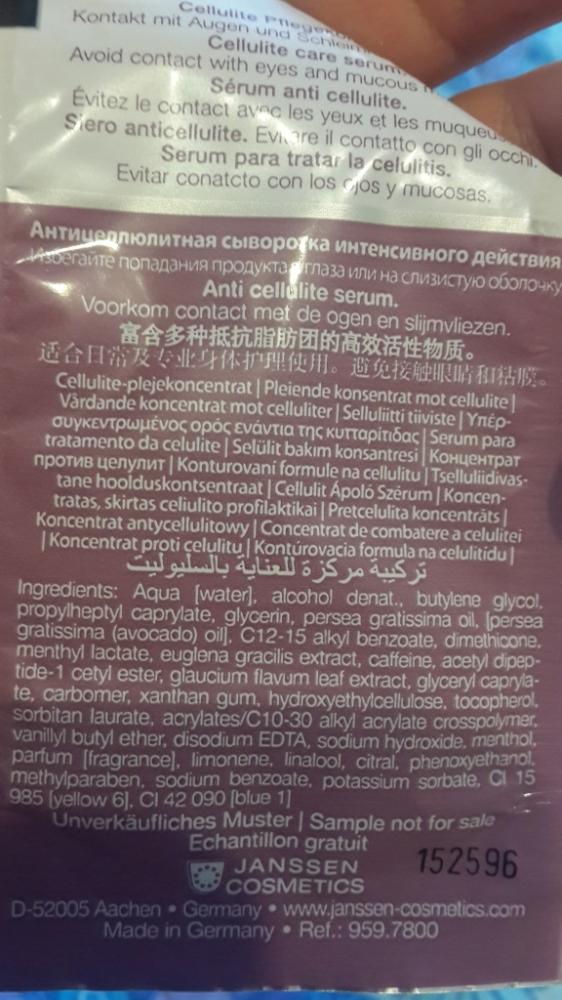 Cellulite
Kontakt mit Augen und
Cellulite care serum.
Avoid contact with eyes and mucous
Sérum anti cellulite.
Évitez le contact avec les yeux et les
Siero anticellulite. Evitare il contatto con gli occhi.
Serum para tratar la celulitis.
Evitar conatcto con los ojos y mucosas.
Антицеллюлитная сыворотка интенсивного действия
Избегайте попадания продукта глаза или на слизистую оболочку
Anti cellulite serum.
Voorkom contact met de ogen en slijmvliezen.
富含多种抵抗脂肪团的高效活性物质。
适合日常及专业身体护理使用。避免接触眼睛和粘膜。
Cellulite-plejekoncentrat | Pleiende konsentrat mot cellulite |
Vårdande koncentrat mot celluliter | Selluliitti tiiviste | Υπέρ-
συγκεντρωμένος ορός ενάντια της κυτταρίτιδας | Serum para
tratamento da celulite | Selülit bakım konsantresi | Концентрат
против целулит | Konturovaní formule na cellulitu | Tselluliidivas-
tane hoolduskontsentraat | Cellulit Ápoló Szérum | Koncen-
tratas, skirtas celiulito profilaktikai | Pretcelulīta koncentrāts |
Koncentrat antycellulitowy | Concentrat de combatere a celulitei
| Koncentrat proti celulitu | Kontúrovacia formula na celulitídu |
تركيبة مركزة للعناية بالسليوليت
Ingredients: Aqua [water], alcohol denat., butylene glycol,
propylheptyl caprylate, glycerin, persea gratissima oil, [persea
gratissima (avocado) oil], C12-15 alkyl benzoate, dimethicone,
menthyl lactate, euglena gracilis extract, caffeine, acetyl dipep-
tide-1 cetyl ester, glaucium flavum leaf extract, glyceryl capryla-
te, carbomer, xanthan gum, hydroxyethylcellulose, tocopherol,
sorbitan laurate, acrylates/C10-30 alkyl acrylate crosspolymer,
vanillyl butyl ether, disodium EDTA, sodium hydroxide, menthol,
parfum [fragrance], limonene, linalool, citral, phenoxyethanol,
methylparaben, sodium benzoate, potassium sorbate, CI 15
985 [yellow 6], CI 42 090 [blue 1]
Unverkäufliches Muster | Sample not for sale
Echantillon gratuit
JANSSEN
COSMETICS
152596
D-52005 Aachen • Germany • www.janssen-cosmetics.com
Made in Germany • Ref.: 959.7800